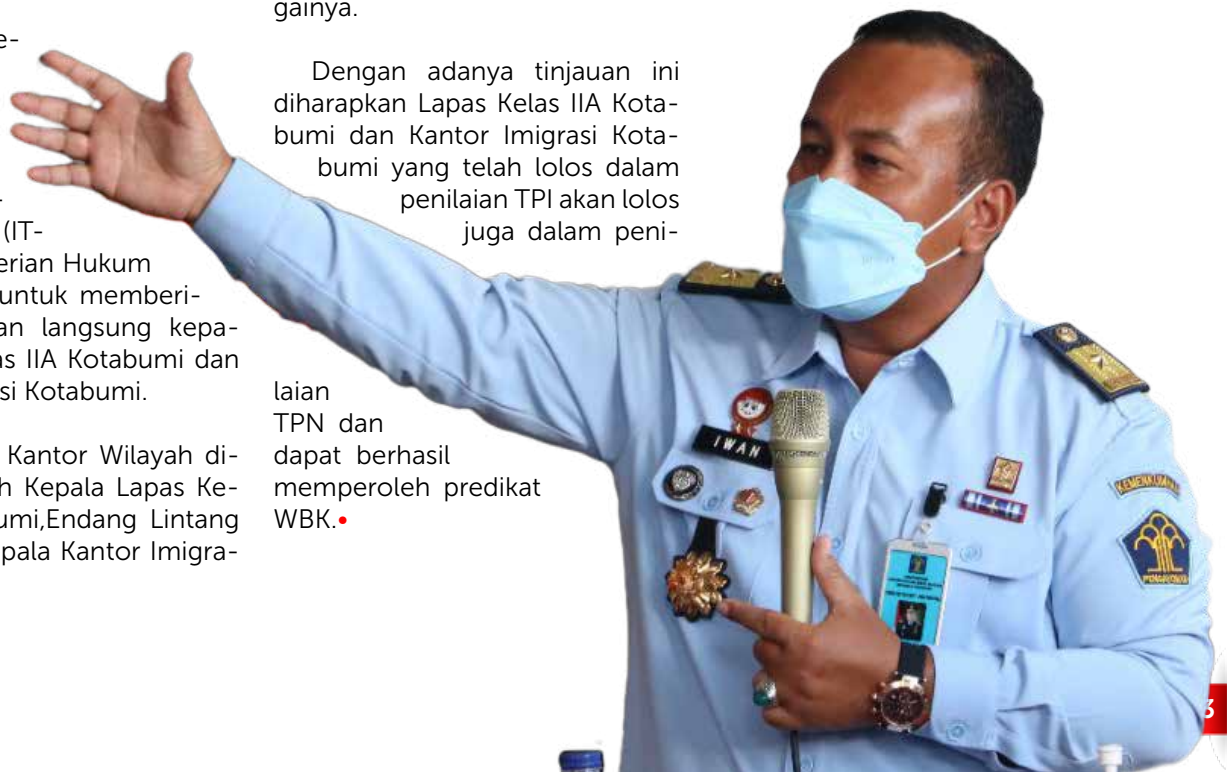 e-
-
(IT-
erian Hukum
untuk memberi-
an langsung kepa-
as IIA Kotabumi dan
si Kotabumi.
Kantor Wilayah di-
h Kepala Lapas Ke-
umi,Endang Lintang
pala Kantor Imigra-
gainya.
Dengan adanya tinjauan ini
diharapkan Lapas Kelas IIA Kota-
bumi dan Kantor Imigrasi Kota-
bumi yang telah lolos dalam
penilaian TPI akan lolos
juga dalam peni-
laian
TPN dan
dapat berhasil
memperoleh predikat
WBK.•
IWAN
KEMENKUMHAM
PENGAYOMAN
3